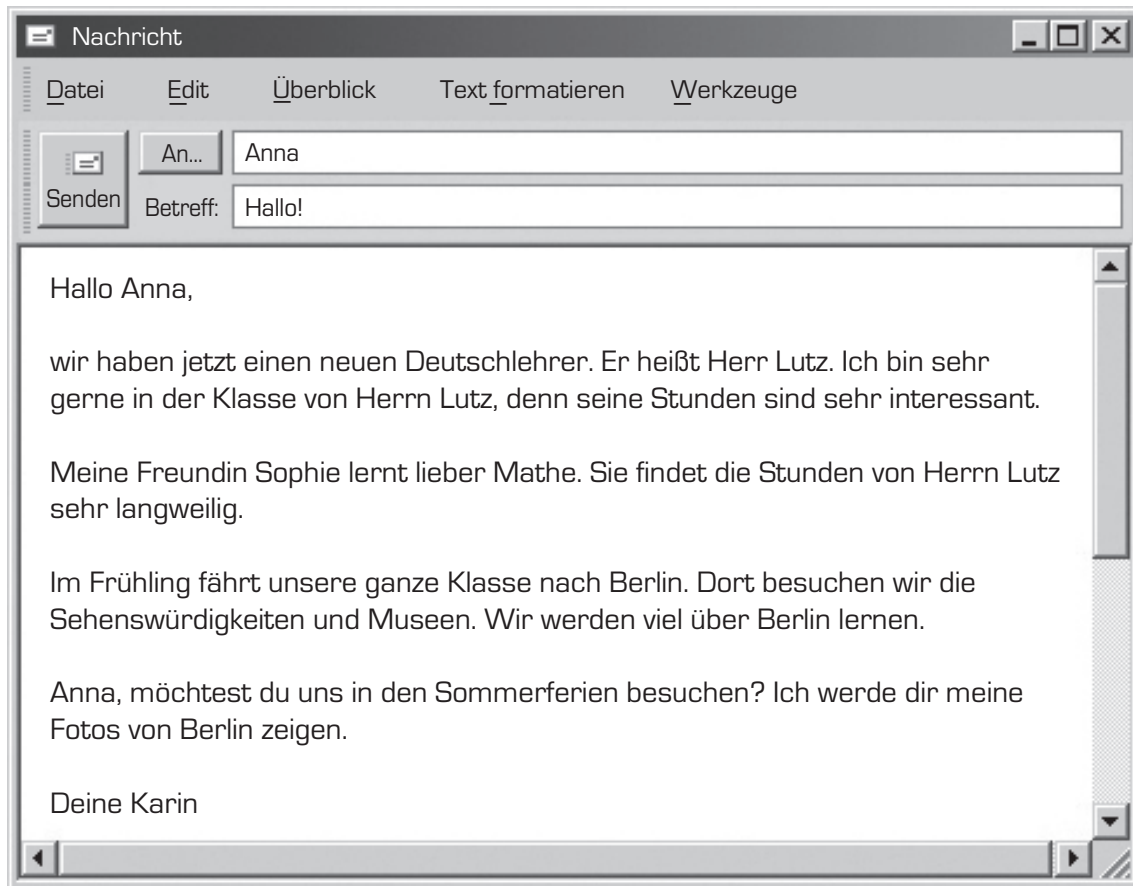 Nachricht
Datei Edit Überblick Text formatieren Werkzeuge
An... Anna
Senden Betreff: Hallo!
Hallo Anna,
wir haben jetzt einen neuen Deutschlehrer. Er heißt Herr Lutz. Ich bin sehr
gerne in der Klasse von Herrn Lutz, denn seine Stunden sind sehr interessant.
Meine Freundin Sophie lernt lieber Mathe. Sie findet die Stunden von Herrn Lutz
sehr langweilig.
Im Frühling fährt unsere ganze Klasse nach Berlin. Dort besuchen wir die
Sehenswürdigkeiten und Museen. Wir werden viel über Berlin lernen.
Anna, möchtest du uns in den Sommerferien besuchen? Ich werde dir meine
Fotos von Berlin zeigen.
Deine Karin